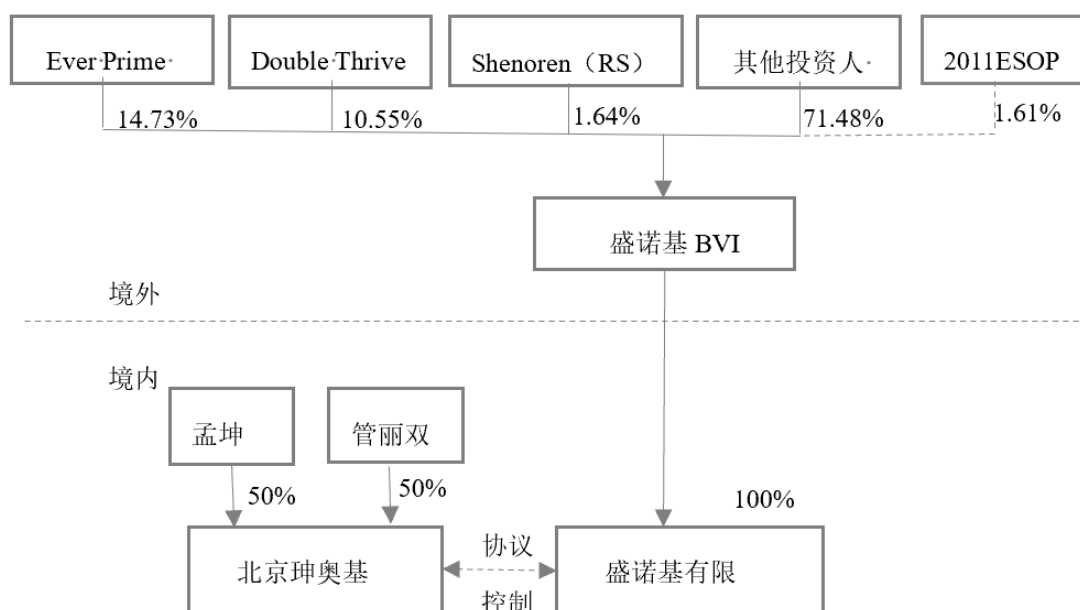 Ever Prime
Double Thrive
Shenoren（RS）
其他投资人
2011ESOP
14.73%
10.55%
1.64%
71.48%
1.61%
盛诺基 BVI
境外
境内
孟坤
管丽双
50%
50%
100%
北京珅奥基
协议
控制
盛诺基有限